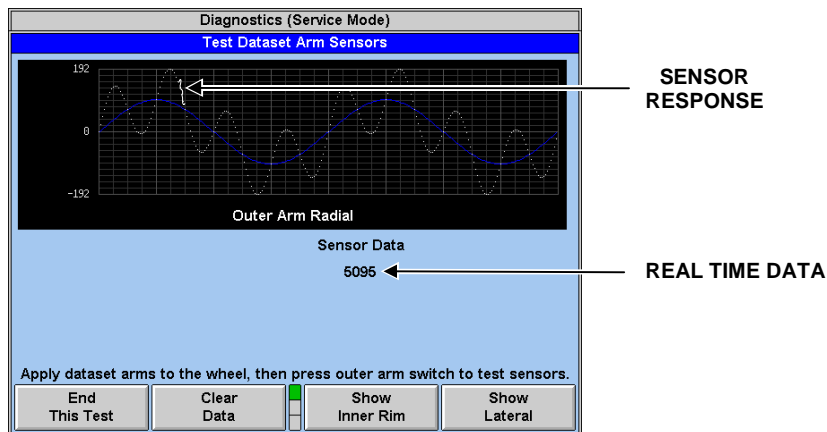 Diagnostics (Service Mode)
Test Dataset Arm Sensors
192
0
-192
Outer Arm Radial
SENSOR
RESPONSE
Sensor Data
5095
REAL TIME DATA
Apply dataset arms to the wheel, then press outer arm switch to test sensors.
End
This Test
Clear
Data
Show
Inner Rim
Show
Lateral